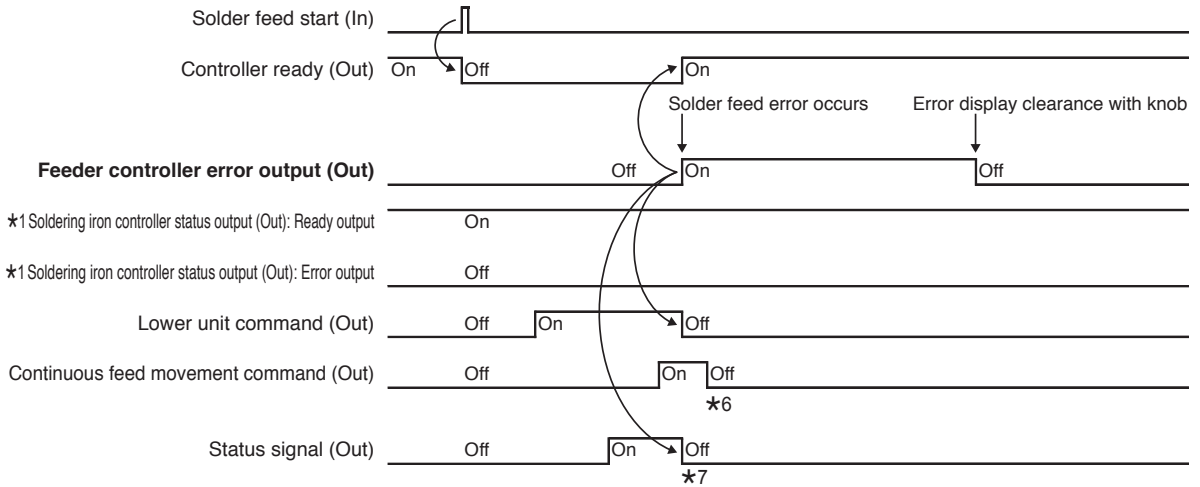 Solder feed start (In)
Controller ready (Out) On Off On
Solder feed error occurs Error display clearance with knob
Feeder controller error output (Out) Off On Off
★1 Soldering iron controller status output (Out): Ready output On
★1 Soldering iron controller status output (Out): Error output Off
Lower unit command (Out) Off On Off
Continuous feed movement command (Out) Off On Off
★6
Status signal (Out) Off On Off
★7